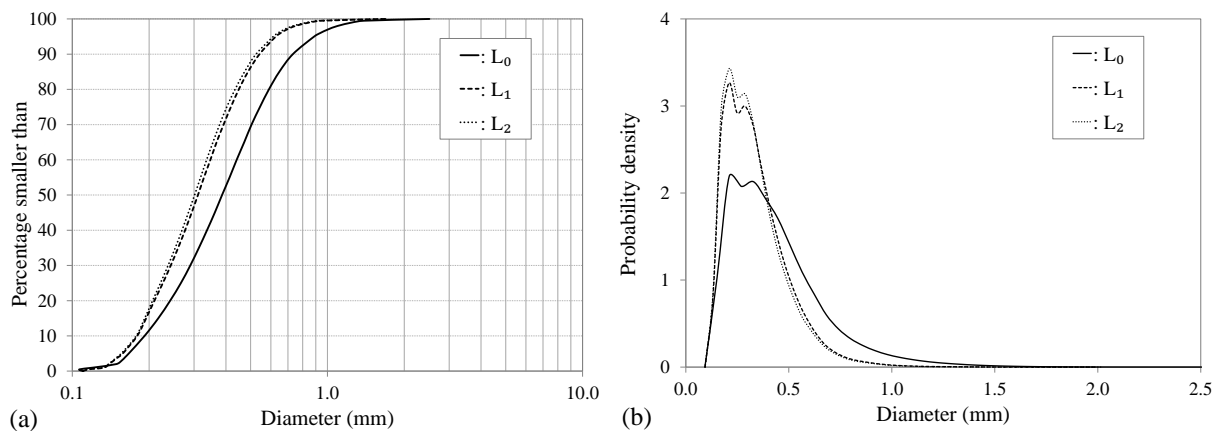 100
90
80
70
60
50
40
30
20
10
0
Percentage smaller than
: L₀
: L₁
: L₂
0.1
1.0
10.0
Diameter (mm)
(a)
4
3
2
1
0
Probability density
: L₀
: L₁
: L₂
0.0
0.5
1.0
1.5
2.0
2.5
Diameter (mm)
(b)